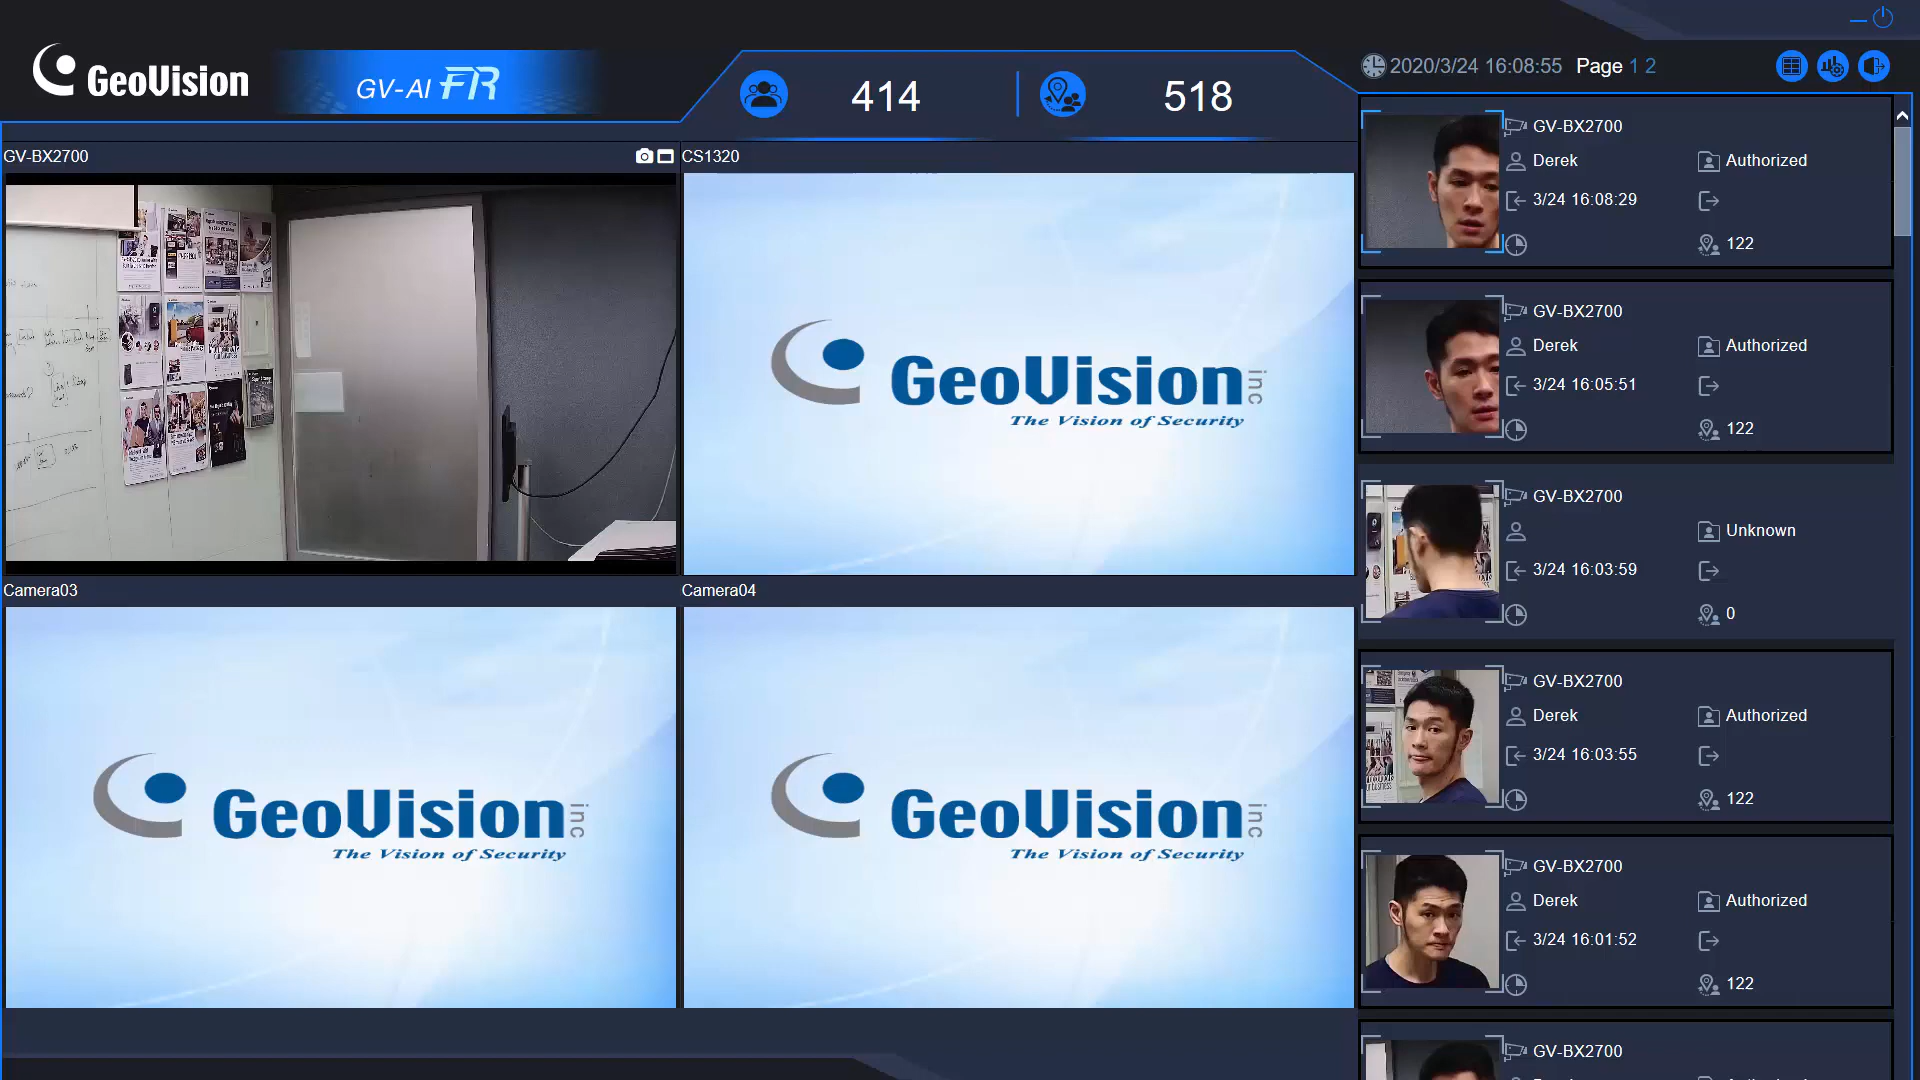 GeoVision
GV-AI FR
414
518
2020/3/24 16:08:55 Page 1 2
GV-BX2700
CS1320
GeoVision inc
The Vision of Security
Camera03
Camera04
GeoVision inc
The Vision of Security
GeoVision inc
The Vision of Security
GV-BX2700
Derek
Authorized
3/24 16:08:29
122
GV-BX2700
Derek
Authorized
3/24 16:05:51
122
GV-BX2700
Unknown
3/24 16:03:59
0
GV-BX2700
Derek
Authorized
3/24 16:03:55
122
GV-BX2700
Derek
Authorized
3/24 16:01:52
122
GV-BX2700